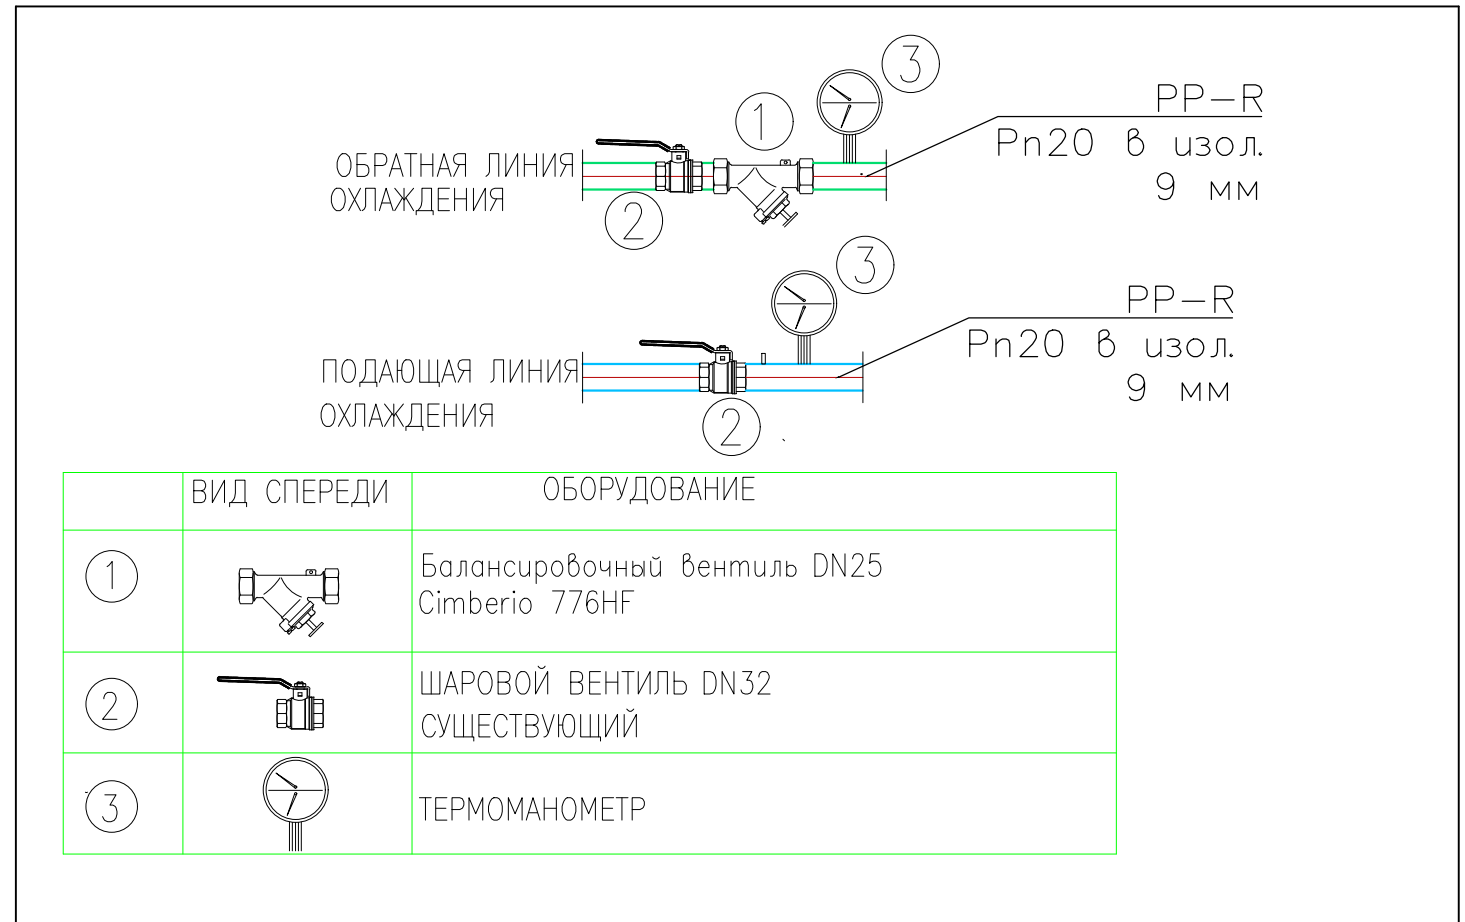 3
1
PP-R
Pn20 в изол.
9 мм
ОБРАТНАЯ ЛИНИЯ
ОХЛАЖДЕНИЯ
2
3
PP-R
Pn20 в изол.
9 мм
ПОДАЮЩАЯ ЛИНИЯ
ОХЛАЖДЕНИЯ
2
ВИД СПЕРЕДИ ОБОРУДОВАНИЕ
1 Балансировочный вентиль DN25
Cimberio 776HF
2 ШАРОВОЙ ВЕНТИЛЬ DN32
СУЩЕСТВУЮЩИЙ
3 ТЕРМОМАНОМЕТР